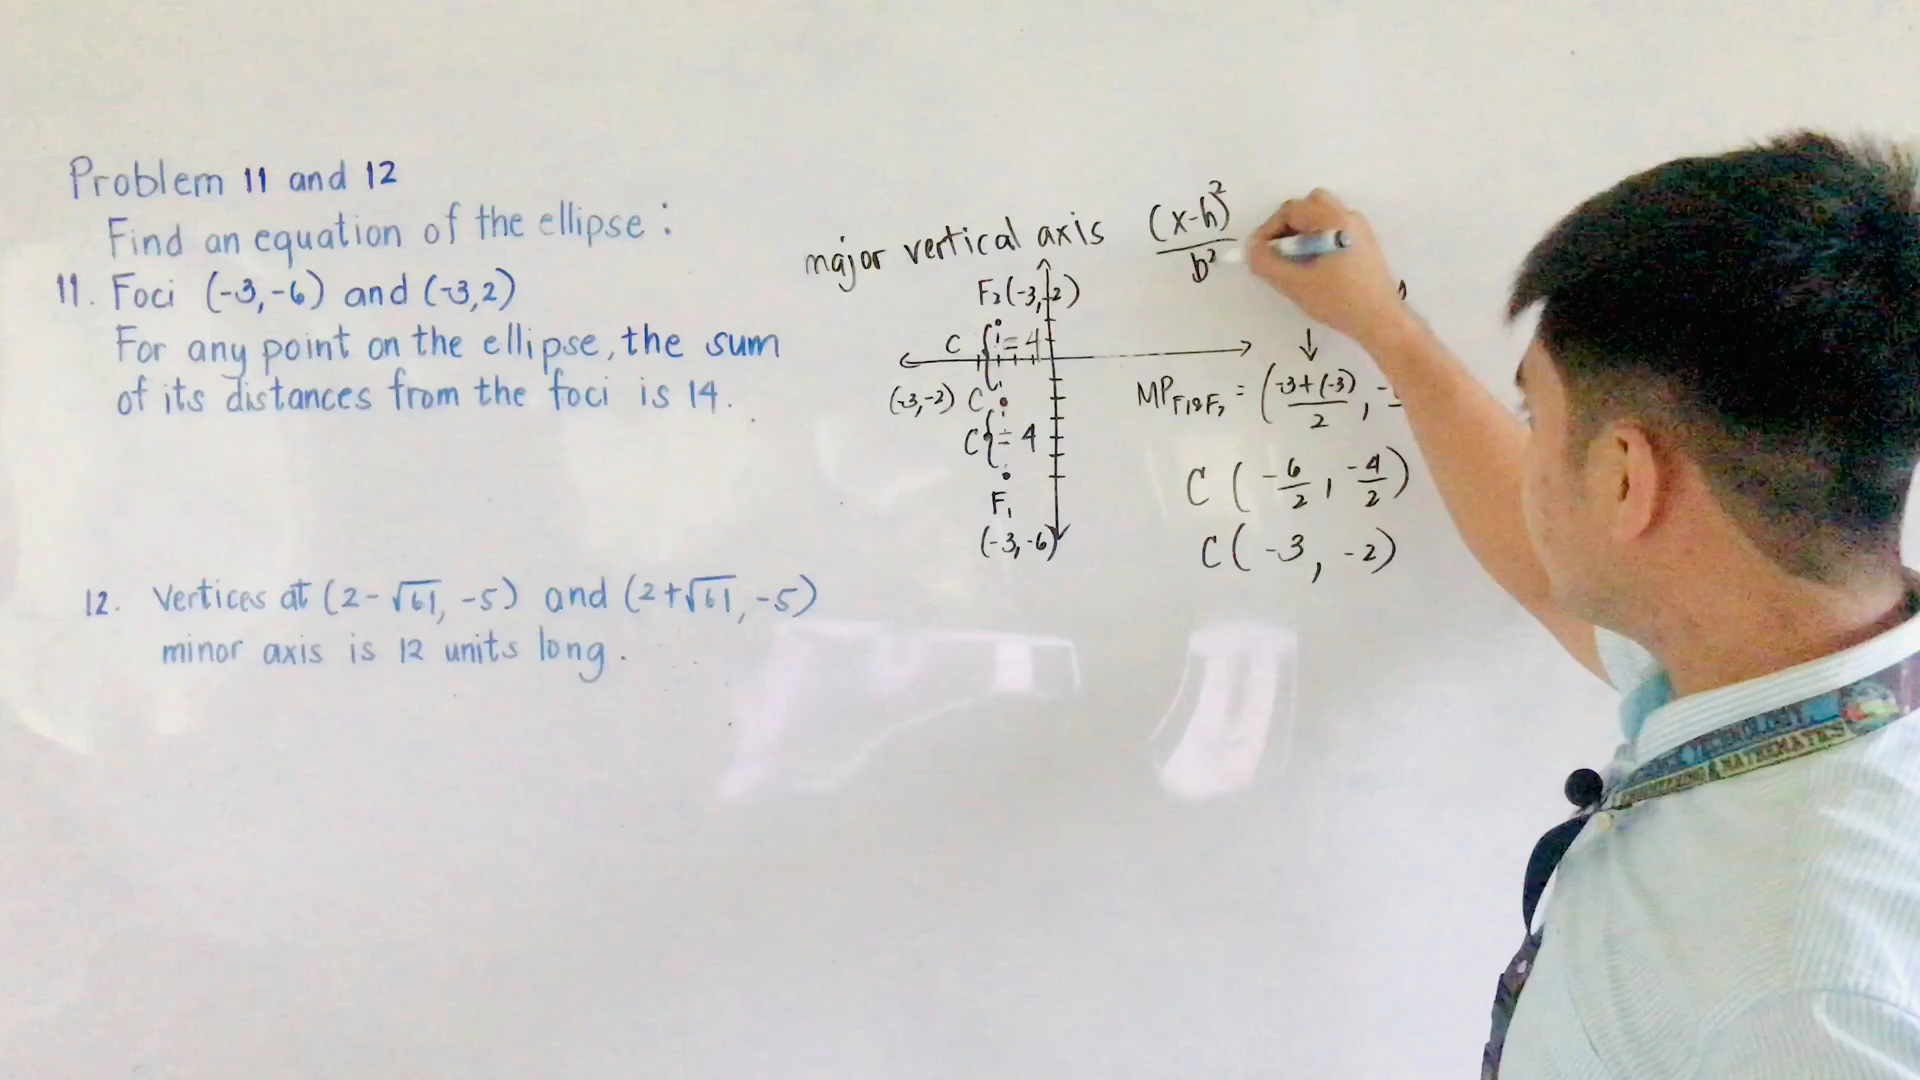 Problem 11 and 12
Find an equation of the ellipse:
11. Foci (-3,-6) and (-3,2)
For any point on the ellipse, the sum
of its distances from the foci is 14.
12. Vertices at (2-√61, -5) and (2+√61, -5)
minor axis is 12 units long.
major vertical axis (x-h)²
b²
F₂(-3,2)
C { = 4
(-3,-2) C
C { = 4
F₁
(-3,-6)
↓
MP F₁&F₂ = (-3+(-3)/2, -
C (-6/2, -4/2)
C(-3, -2)
TECHNOLOGY,
ENGINEERING & MATHEMATICS